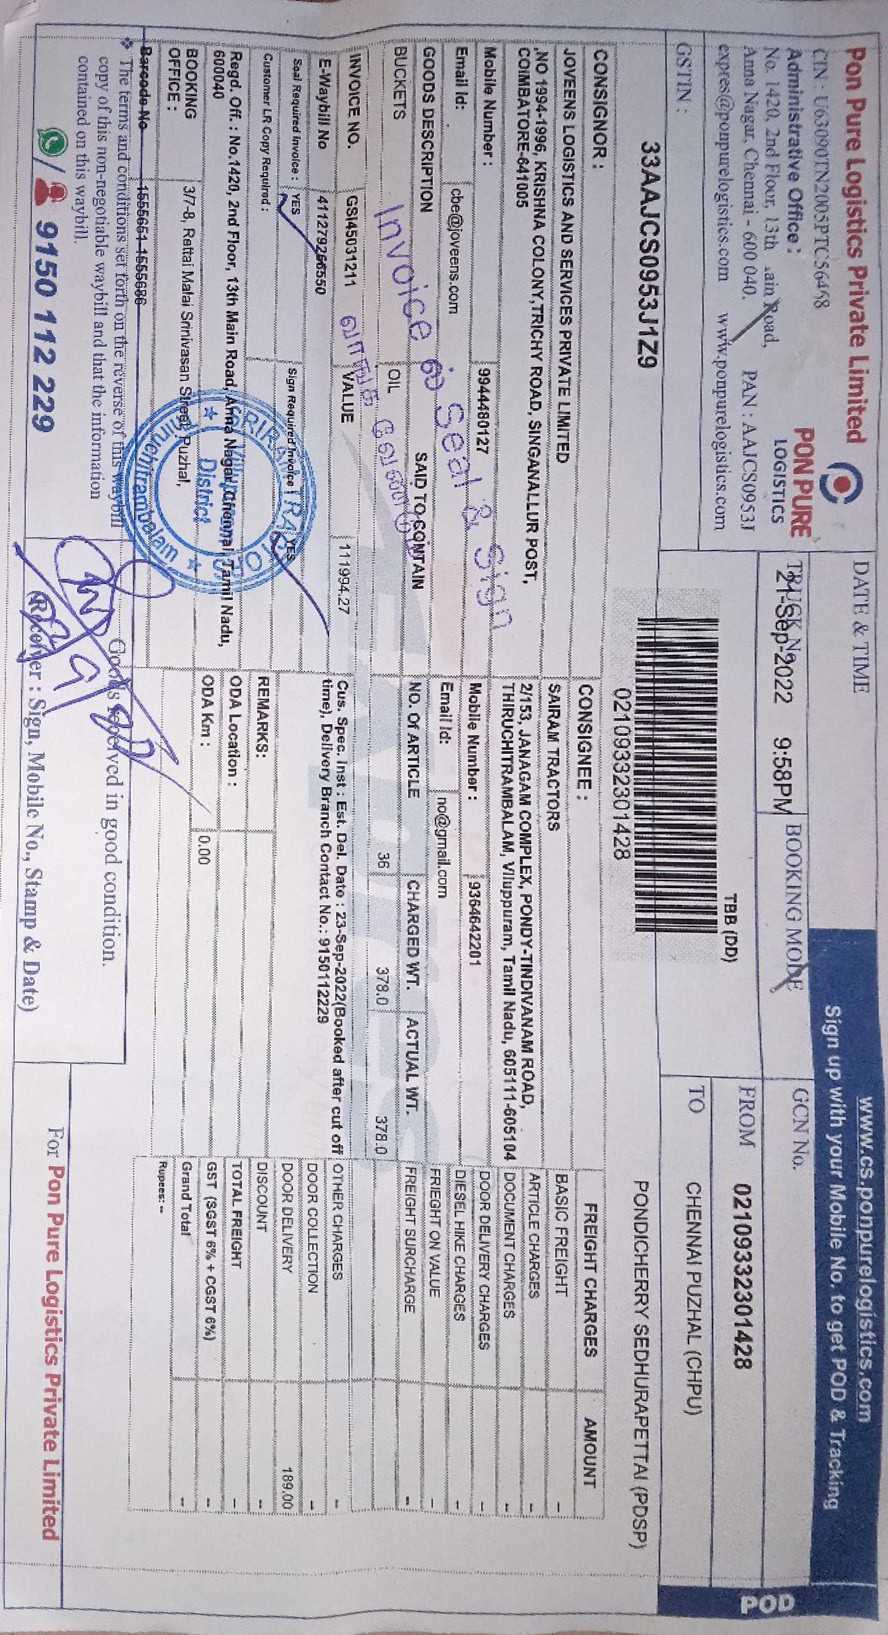 Pon Pure Logistics Private Limited
CIN : U63090TN2005PTC56468
Administrative Office :
No. 1420, 2nd Floor, 13th ain Road,
Anna Nagar, Chennai - 600 040. PAN : AAJCS0953J
expres@ponpurelogistics.com www.ponpurelogistics.com
PON PURE
LOGISTICS
GSTIN :
33AAJCS0953J1Z9
DATE & TIME
TRUCK No
21-Sep-2022 9:58PM
BOOKING MODE
TBB (DD)
02109332301428
www.cs.ponpurelogistics.com
Sign up with your Mobile No. to get POD & Tracking
GCN No.
FROM 02109332301428
TO CHENNAI PUZHAL (CHPU)
PONDICHERRY SEDHURAPETTAI (PDSP)
POD
CONSIGNOR :
JOVEENS LOGISTICS AND SERVICES PRIVATE LIMITED
,NO 1994-1996, KRISHNA COLONY,TRICHY ROAD, SINGANALLUR POST,
COIMBATORE-641005
Mobile Number : 9944480127
Email Id: cbe@joveens.com
CONSIGNEE :
SAIRAM TRACTORS
2/153, JANAGAM COMPLEX, PONDY-TINDIVANAM ROAD,
THIRUCHITRAMBALAM, Viluppuram, Tamil Nadu, 605111-605104
Mobile Number : 9364642201
Email Id: no@gmail.com
GOODS DESCRIPTION SAID TO CONTAIN NO. Of ARTICLE CHARGED WT. ACTUAL WT.
BUCKETS OIL 36 378.0 378.0
Invoice ல் Seal & Sign
INVOICE NO. GSI45031211 VALUE 111994.27
E-Waybill No 411279266550
Seal Required Invoice : YES Sign Required Invoice : YES
Customer LR Copy Required :
Cus. Spec. Inst : Est. Del. Date : 23-Sep-2022(Booked after cut off
time), Delivery Branch Contact No.: 9150112229
Regd. Off. : No.1420, 2nd Floor, 13th Main Road, Anna Nagar, Chennai, Tamil Nadu,
600040
BOOKING OFFICE : 3/7-8, Rettai Malai Srinivasan Street, Puzhal,
Barcode No 1555651-1555686
REMARKS:
ODA Location :
ODA Km : 0.00
FREIGHT CHARGES AMOUNT
BASIC FREIGHT --
ARTICLE CHARGES --
DOCUMENT CHARGES --
DOOR DELIVERY CHARGES --
DIESEL HIKE CHARGES --
FRIEGHT ON VALUE --
FREIGHT SURCHARGE --
OTHER CHARGES --
DOOR COLLECTION --
DOOR DELIVERY 189.00
DISCOUNT --
TOTAL FREIGHT --
GST (SGST 6% + CGST 6%) --
Grand Total --
Rupees: --
District
❖ The terms and conditions set forth on the reverse of this waybill
copy of this non-negotiable waybill and that the information
contained on this waybill.
/ 9150 112 229
Goods received in good condition.
(Receiver : Sign, Mobile No., Stamp & Date)
For Pon Pure Logistics Private Limited